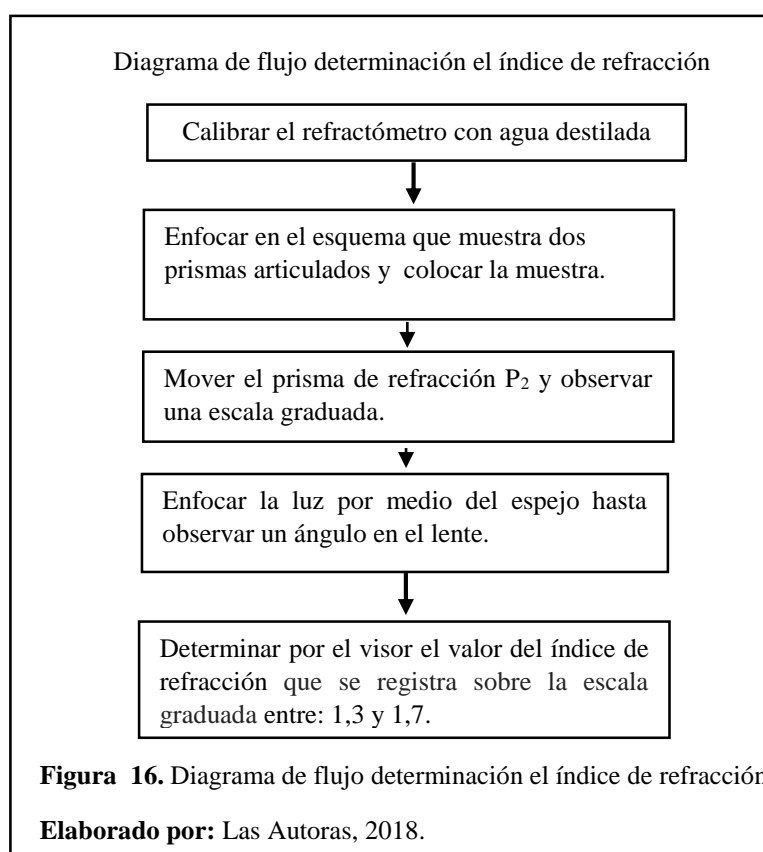 Diagrama de flujo determinación el índice de refracción
Calibrar el refractómetro con agua destilada
Enfocar en el esquema que muestra dos
prismas articulados y colocar la muestra.
Mover el prisma de refracción P₂ y observar
una escala graduada.
Enfocar la luz por medio del espejo hasta
observar un ángulo en el lente.
Determinar por el visor el valor del índice de
refracción que se registra sobre la escala
graduada entre: 1,3 y 1,7.
Figura 16. Diagrama de flujo determinación el índice de refracción
Elaborado por: Las Autoras, 2018.